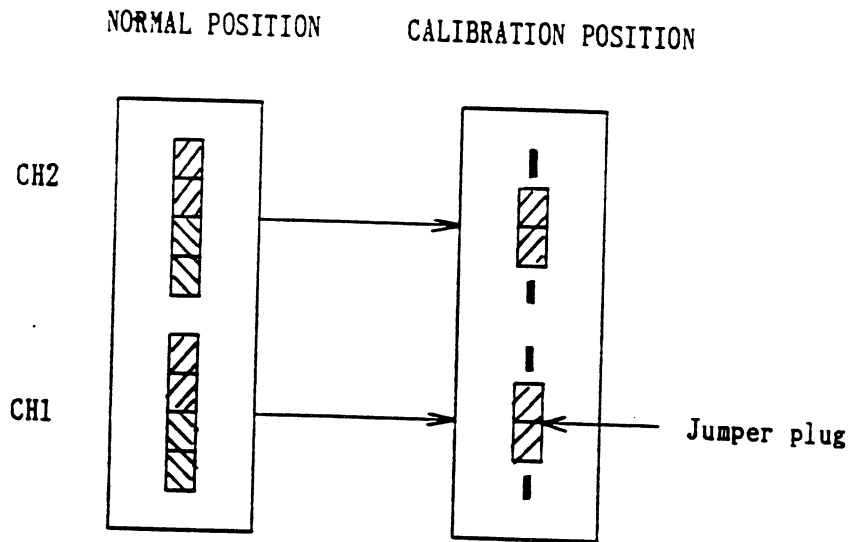 NORMAL POSITION
CALIBRATION POSITION
CH2
CH1
Jumper plug